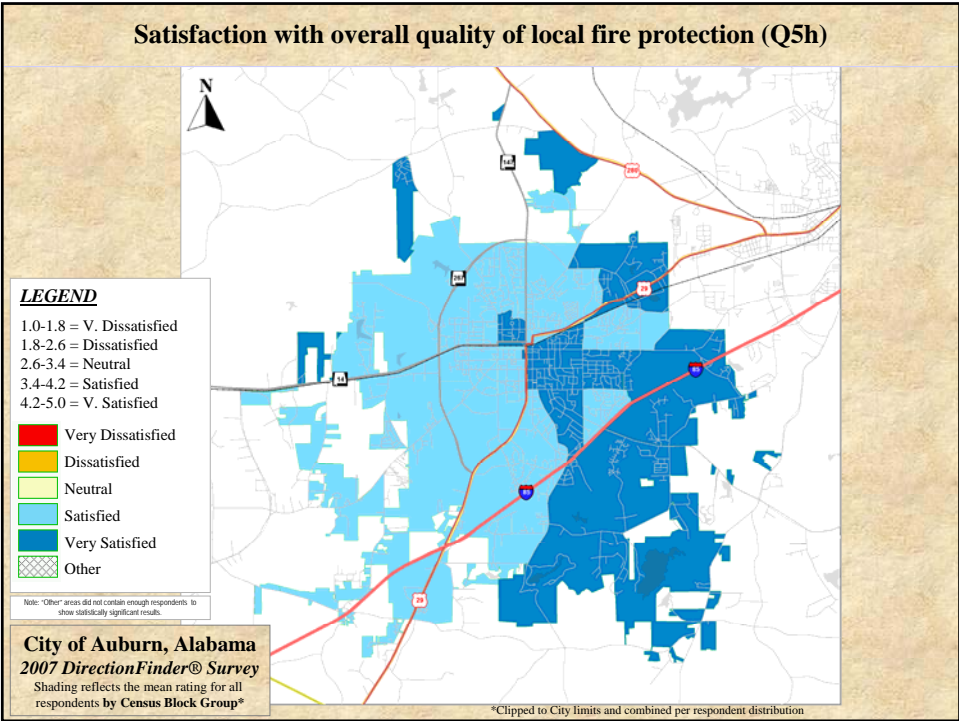 Satisfaction with overall quality of local fire protection (Q5h)
N
147
280
267
29
85
14
85
29
LEGEND
1.0-1.8 = V. Dissatisfied
1.8-2.6 = Dissatisfied
2.6-3.4 = Neutral
3.4-4.2 = Satisfied
4.2-5.0 = V. Satisfied
Very Dissatisfied
Dissatisfied
Neutral
Satisfied
Very Satisfied
Other
Note: "Other" areas did not contain enough respondents to
show statistically significant results.
City of Auburn, Alabama
2007 DirectionFinder® Survey
Shading reflects the mean rating for all
respondents by Census Block Group*
*Clipped to City limits and combined per respondent distribution